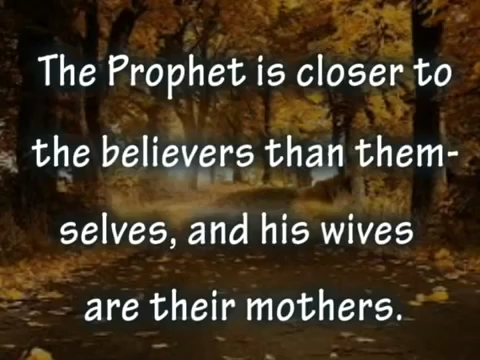 The Prophet is closer to
the believers than them-
selves, and his wives
are their mothers.